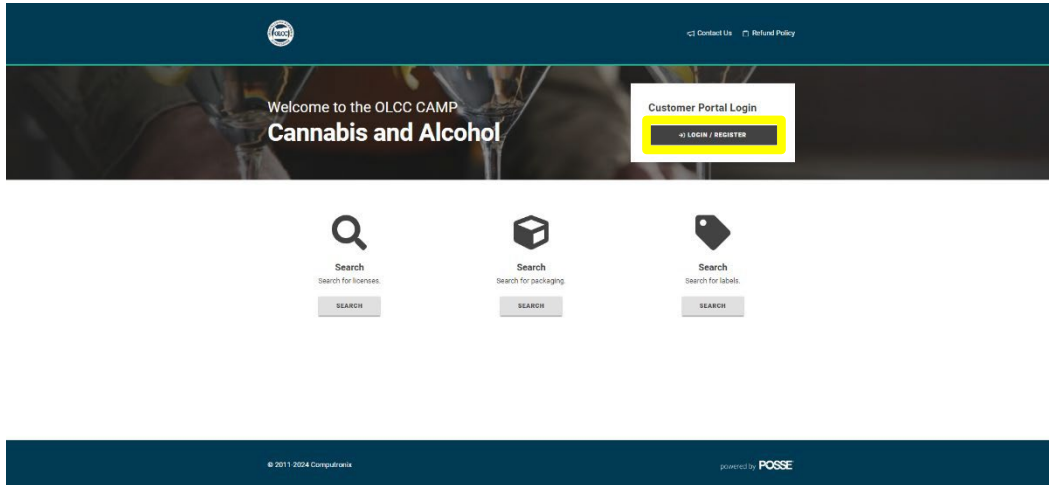 OLCC
Contact Us Refund Policy
Welcome to the OLCC CAMP
Cannabis and Alcohol
Customer Portal Login
LOGIN / REGISTER
Search
Search for licenses.
SEARCH
Search
Search for packaging.
SEARCH
Search
Search for labels.
SEARCH
© 2011-2024 Computronix
powered by POSSE